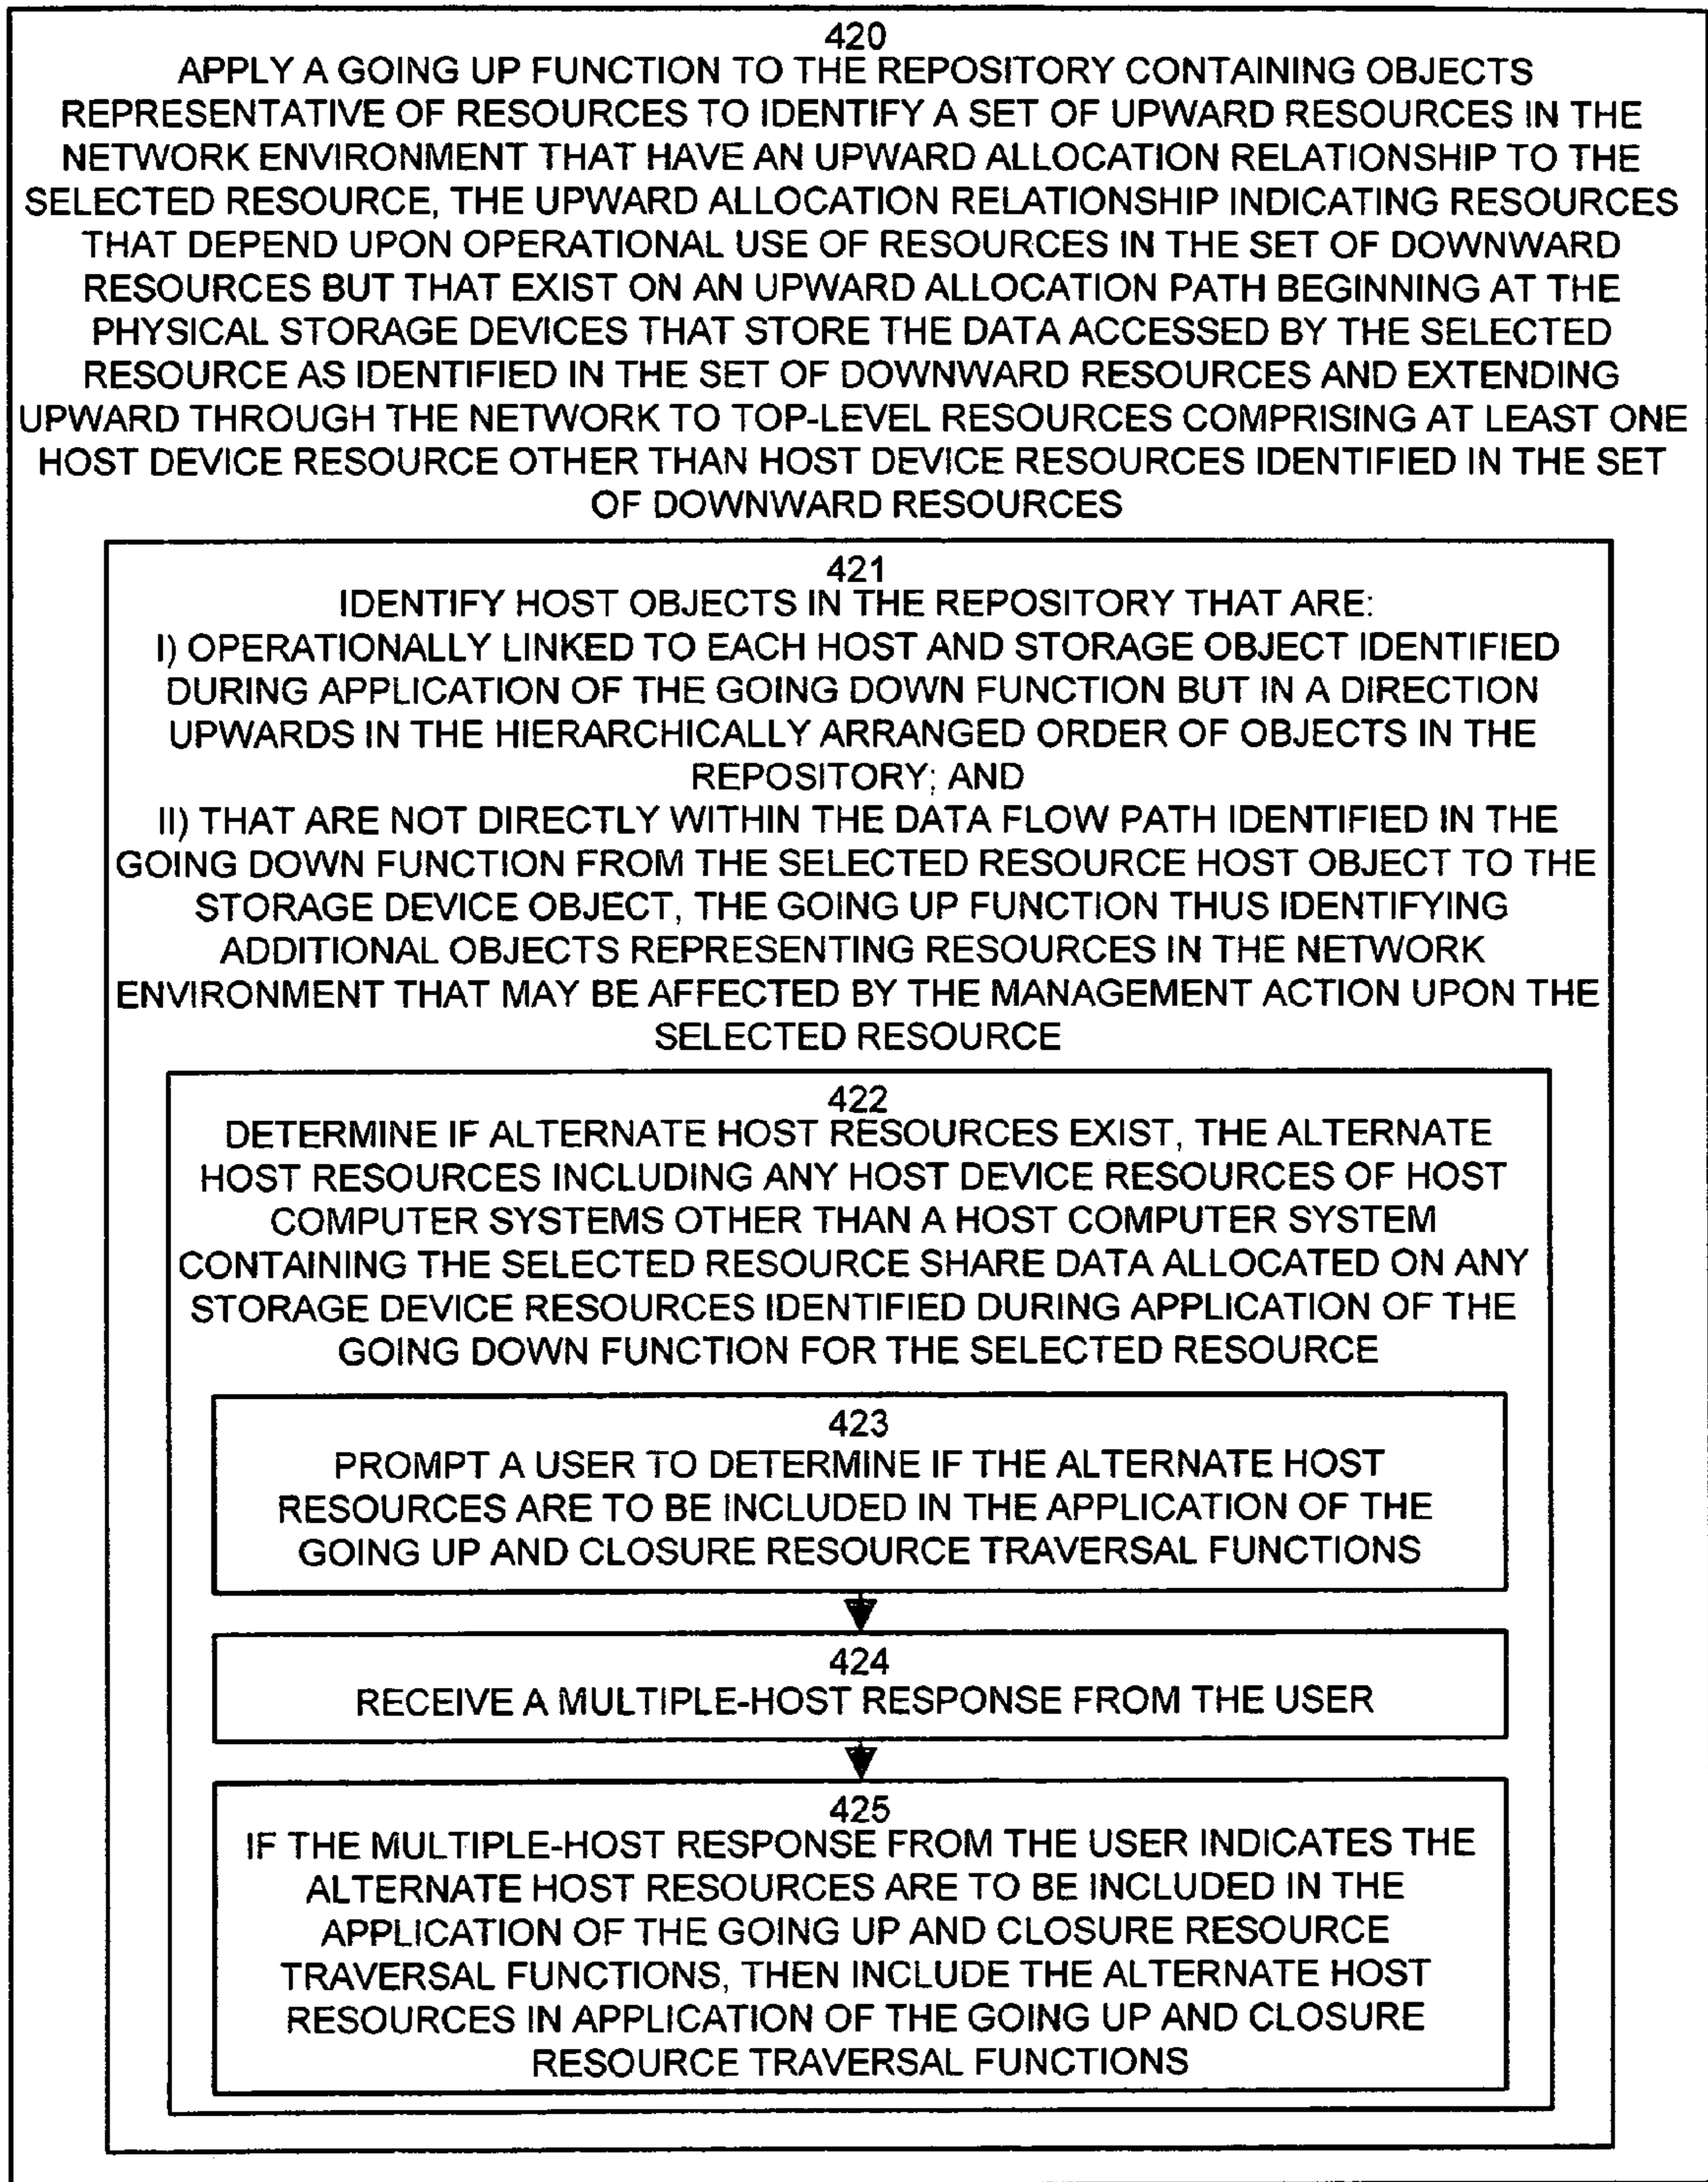 420
APPLY A GOING UP FUNCTION TO THE REPOSITORY CONTAINING OBJECTS
REPRESENTATIVE OF RESOURCES TO IDENTIFY A SET OF UPWARD RESOURCES IN THE
NETWORK ENVIRONMENT THAT HAVE AN UPWARD ALLOCATION RELATIONSHIP TO THE
SELECTED RESOURCE, THE UPWARD ALLOCATION RELATIONSHIP INDICATING RESOURCES
THAT DEPEND UPON OPERATIONAL USE OF RESOURCES IN THE SET OF DOWNWARD
RESOURCES BUT THAT EXIST ON AN UPWARD ALLOCATION PATH BEGINNING AT THE
PHYSICAL STORAGE DEVICES THAT STORE THE DATA ACCESSED BY THE SELECTED
RESOURCE AS IDENTIFIED IN THE SET OF DOWNWARD RESOURCES AND EXTENDING
UPWARD THROUGH THE NETWORK TO TOP-LEVEL RESOURCES COMPRISING AT LEAST ONE
HOST DEVICE RESOURCE OTHER THAN HOST DEVICE RESOURCES IDENTIFIED IN THE SET
OF DOWNWARD RESOURCES
421
IDENTIFY HOST OBJECTS IN THE REPOSITORY THAT ARE:
I) OPERATIONALLY LINKED TO EACH HOST AND STORAGE OBJECT IDENTIFIED
DURING APPLICATION OF THE GOING DOWN FUNCTION BUT IN A DIRECTION
UPWARDS IN THE HIERARCHICALLY ARRANGED ORDER OF OBJECTS IN THE
REPOSITORY; AND
II) THAT ARE NOT DIRECTLY WITHIN THE DATA FLOW PATH IDENTIFIED IN THE
GOING DOWN FUNCTION FROM THE SELECTED RESOURCE HOST OBJECT TO THE
STORAGE DEVICE OBJECT, THE GOING UP FUNCTION THUS IDENTIFYING
ADDITIONAL OBJECTS REPRESENTING RESOURCES IN THE NETWORK
ENVIRONMENT THAT MAY BE AFFECTED BY THE MANAGEMENT ACTION UPON THE
SELECTED RESOURCE
422
DETERMINE IF ALTERNATE HOST RESOURCES EXIST, THE ALTERNATE
HOST RESOURCES INCLUDING ANY HOST DEVICE RESOURCES OF HOST
COMPUTER SYSTEMS OTHER THAN A HOST COMPUTER SYSTEM
CONTAINING THE SELECTED RESOURCE SHARE DATA ALLOCATED ON ANY
STORAGE DEVICE RESOURCES IDENTIFIED DURING APPLICATION OF THE
GOING DOWN FUNCTION FOR THE SELECTED RESOURCE
423
PROMPT A USER TO DETERMINE IF THE ALTERNATE HOST
RESOURCES ARE TO BE INCLUDED IN THE APPLICATION OF THE
GOING UP AND CLOSURE RESOURCE TRAVERSAL FUNCTIONS
424
RECEIVE A MULTIPLE-HOST RESPONSE FROM THE USER
425
IF THE MULTIPLE-HOST RESPONSE FROM THE USER INDICATES THE
ALTERNATE HOST RESOURCES ARE TO BE INCLUDED IN THE
APPLICATION OF THE GOING UP AND CLOSURE RESOURCE
TRAVERSAL FUNCTIONS, THEN INCLUDE THE ALTERNATE HOST
RESOURCES IN APPLICATION OF THE GOING UP AND CLOSURE
RESOURCE TRAVERSAL FUNCTIONS